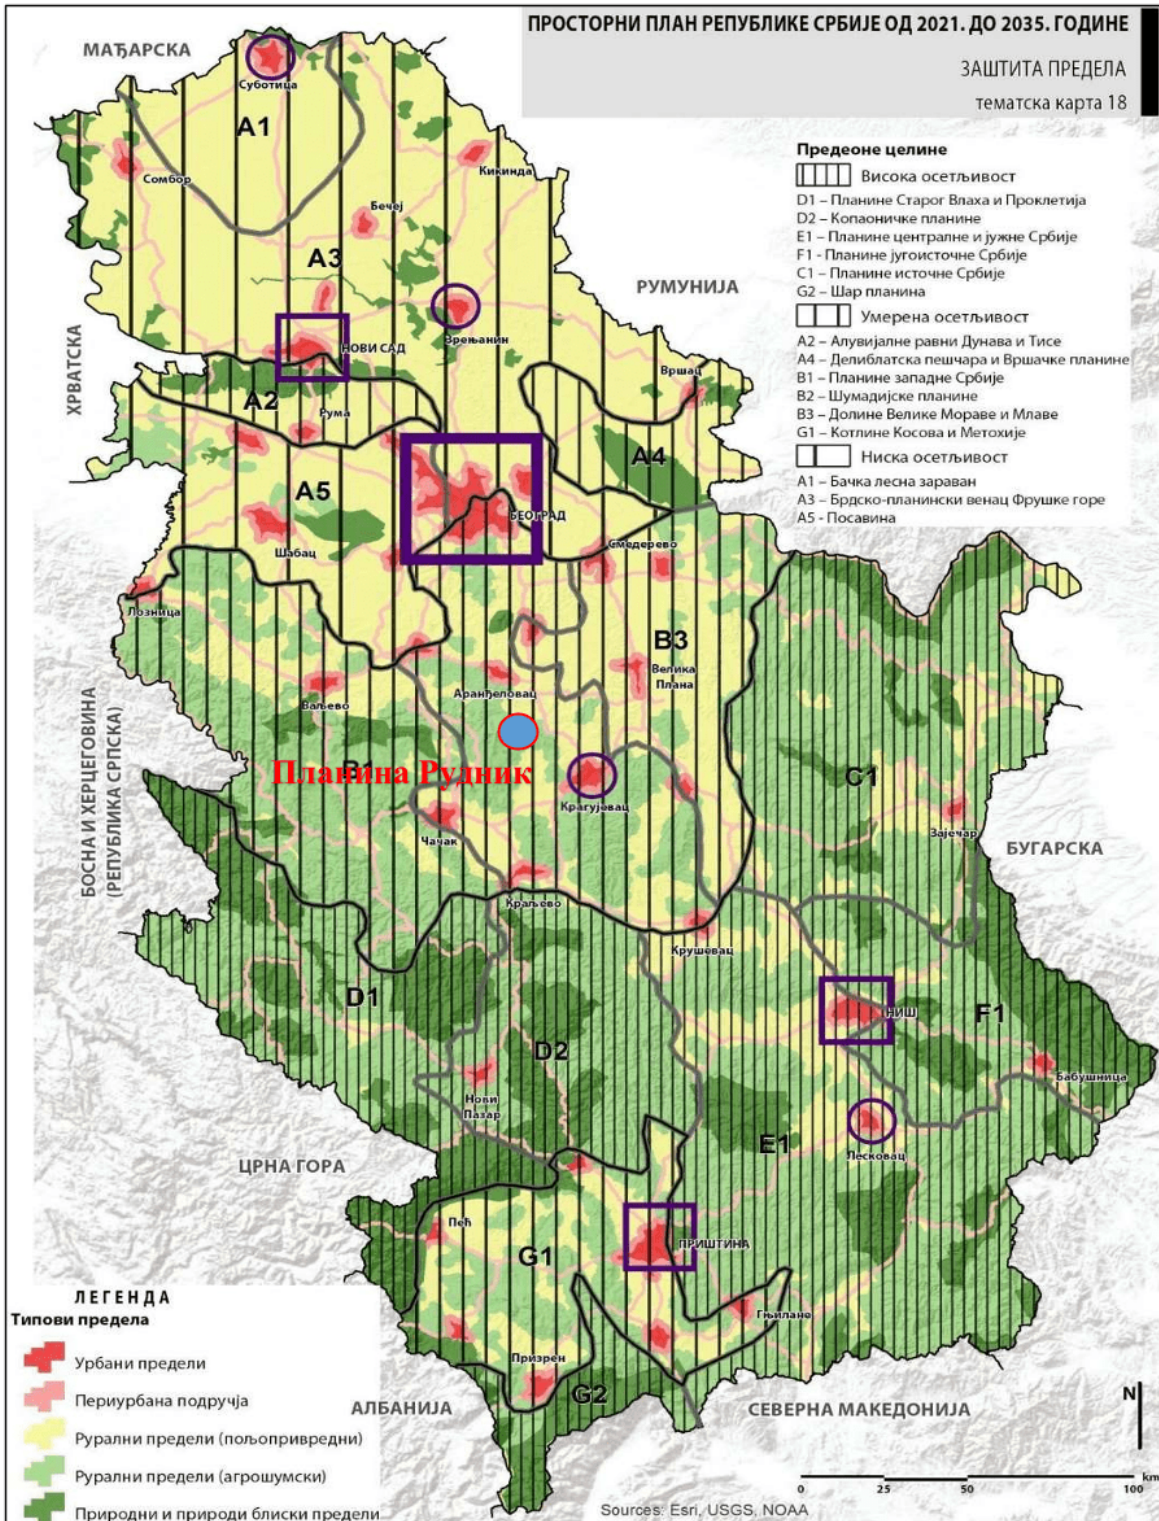 ПРОСТОРНИ ПЛАН РЕПУБЛИКЕ СРБИЈЕ ОД 2021. ДО 2035. ГОДИНЕ
ЗАШТИТА ПРЕДЕЛА
тематска карта 18
Предеоне целине
Висока осетљивост
D1 – Планине Старог Влаха и Проклетија
D2 – Копаоничке планине
E1 – Планине централне и јужне Србије
F1 - Планине југоисточне Србије
C1 – Планине источне Србије
G2 – Шар планина
Умерена осетљивост
A2 – Алувијалне равни Дунава и Тисе
A4 – Делиблатска пешчара и Вршачке планине
B1 – Планине западне Србије
B2 – Шумадијске планине
B3 – Долине Велике Мораве и Млаве
G1 – Котлине Косова и Метохије
Ниска осетљивост
A1 – Бачка лесна зараван
A3 – Брдско-планински венац Фрушке горе
A5 - Посавина
МАЂАРСКА
Суботица
A1
Сомбор
Кикинда
Бечеј
A3
РУМУНИЈА
Зрењанин
ХРВАТСКА
НОВИ САД
Вршац
A2
Рума
A4
A5
БЕОГРАД
Шабац
Смедерево
Лозница
B3
Велика
Плана
Аранђеловац
Ваљево
БОСНА И ХЕРЦЕГОВИНА
(РЕПУБЛИКА СРПСКА)
B1
Планина Рудник
C1
Крагујевац
Чачак
Зајечар
БУГАРСКА
Краљево
Крушевац
D1
НИШ
F1
D2
Бабушница
Нови
Пазар
E1
Лесковац
ЦРНА ГОРА
Пећ
ПРИШТИНА
G1
Гњилане
Призрен
G2
АЛБАНИЈА
СЕВЕРНА МАКЕДОНИЈА
ЛЕГЕНДА
Типови предела
Урбани предели
Периурбана подручја
Рурални предели (пољопривредни)
Рурални предели (агрошумски)
Природни и природи блиски предели
N
km
0 25 50 100
Sources: Esri, USGS, NOAA